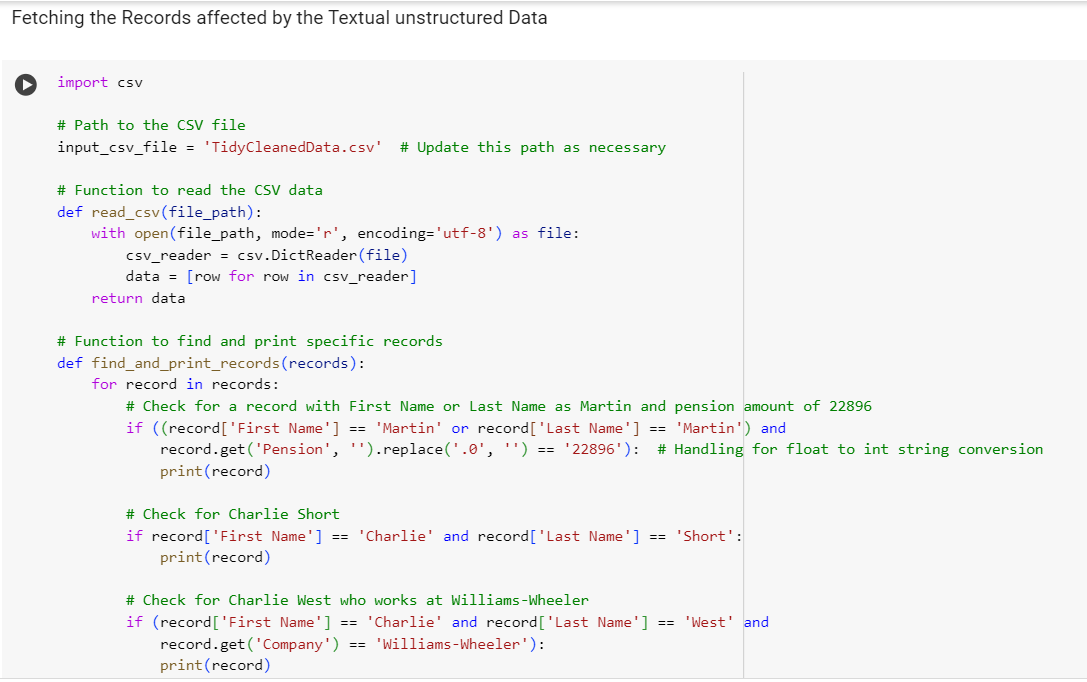 Fetching the Records affected by the Textual unstructured Data
import csv
# Path to the CSV file
input_csv_file = 'TidyCleanedData.csv'  # Update this path as necessary
# Function to read the CSV data
def read_csv(file_path):
    with open(file_path, mode='r', encoding='utf-8') as file:
        csv_reader = csv.DictReader(file)
        data = [row for row in csv_reader]
    return data
# Function to find and print specific records
def find_and_print_records(records):
    for record in records:
        # Check for a record with First Name or Last Name as Martin and pension amount of 22896
        if ((record['First Name'] == 'Martin' or record['Last Name'] == 'Martin') and
            record.get('Pension', '').replace('.0', '') == '22896'):  # Handling for float to int string conversion
            print(record)
        # Check for Charlie Short
        if record['First Name'] == 'Charlie' and record['Last Name'] == 'Short':
            print(record)
        # Check for Charlie West who works at Williams-Wheeler
        if (record['First Name'] == 'Charlie' and record['Last Name'] == 'West' and
            record.get('Company') == 'Williams-Wheeler'):
            print(record)